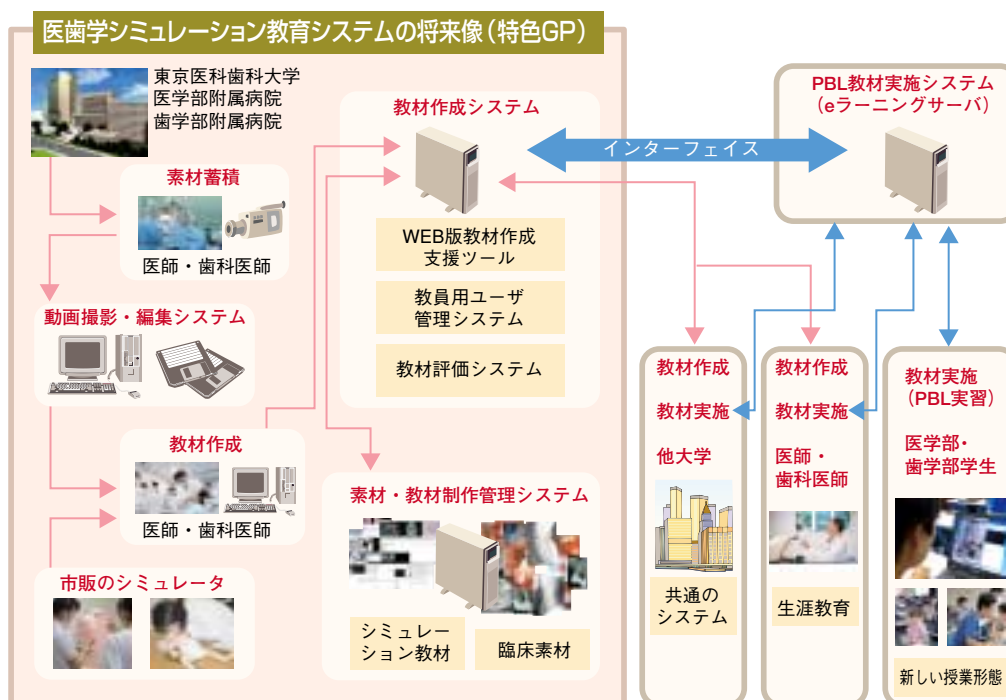 医歯学シミュレーション教育システムの将来像（特色GP）
東京医科歯科大学
医学部附属病院
歯学部附属病院
素材蓄積
医師・歯科医師
動画撮影・編集システム
教材作成
医師・歯科医師
市販のシミュレータ
教材作成システム
WEB版教材作成
支援ツール
教員用ユーザ
管理システム
教材評価システム
素材・教材制作管理システム
シミュレー
ション教材
臨床素材
インターフェイス
PBL教材実施システム
（eラーニングサーバ）
教材作成
教材実施
他大学
共通の
システム
教材作成
教材実施
医師・
歯科医師
生涯教育
教材実施
（PBL実習）
医学部・
歯学部学生
新しい授業形態